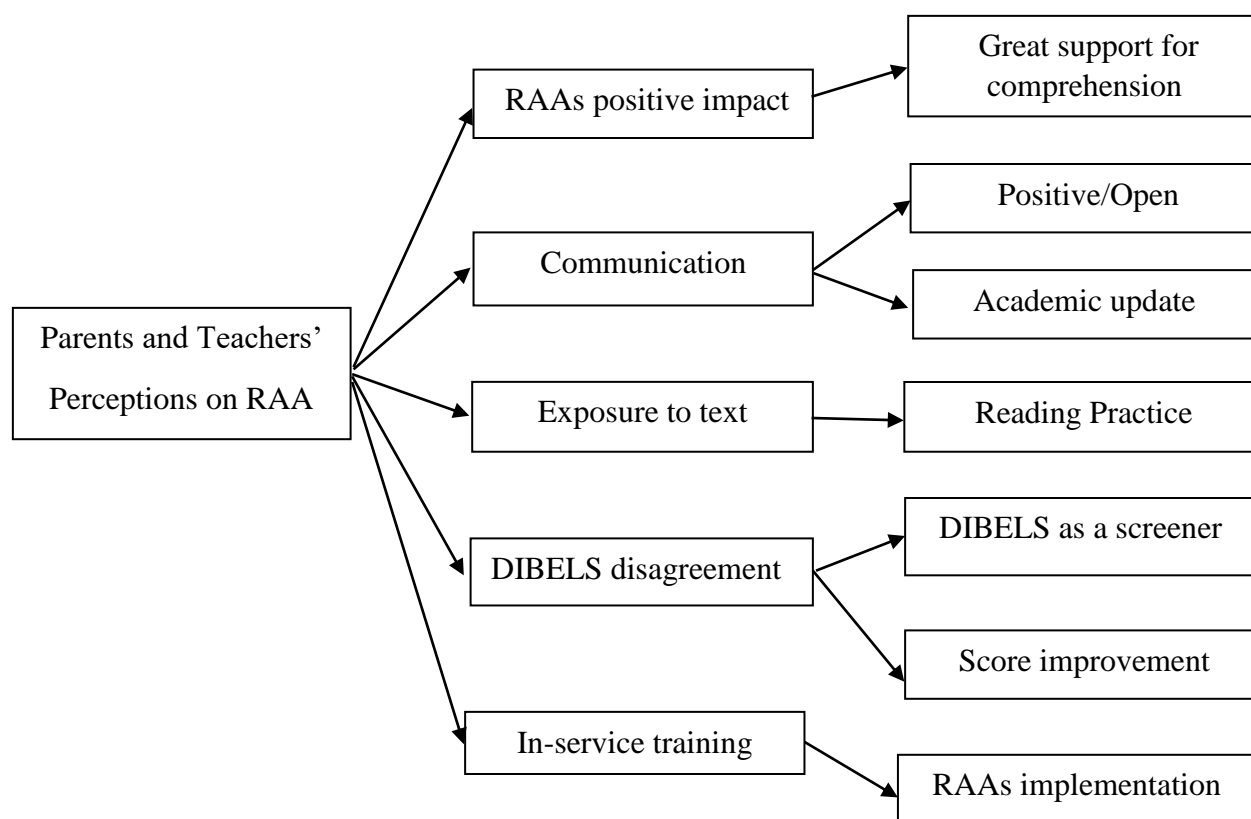 Parents and Teachers’
Perceptions on RAA
RAAs positive impact
Great support for
comprehension
Communication
Positive/Open
Academic update
Exposure to text
Reading Practice
DIBELS disagreement
DIBELS as a screener
Score improvement
In-service training
RAAs implementation